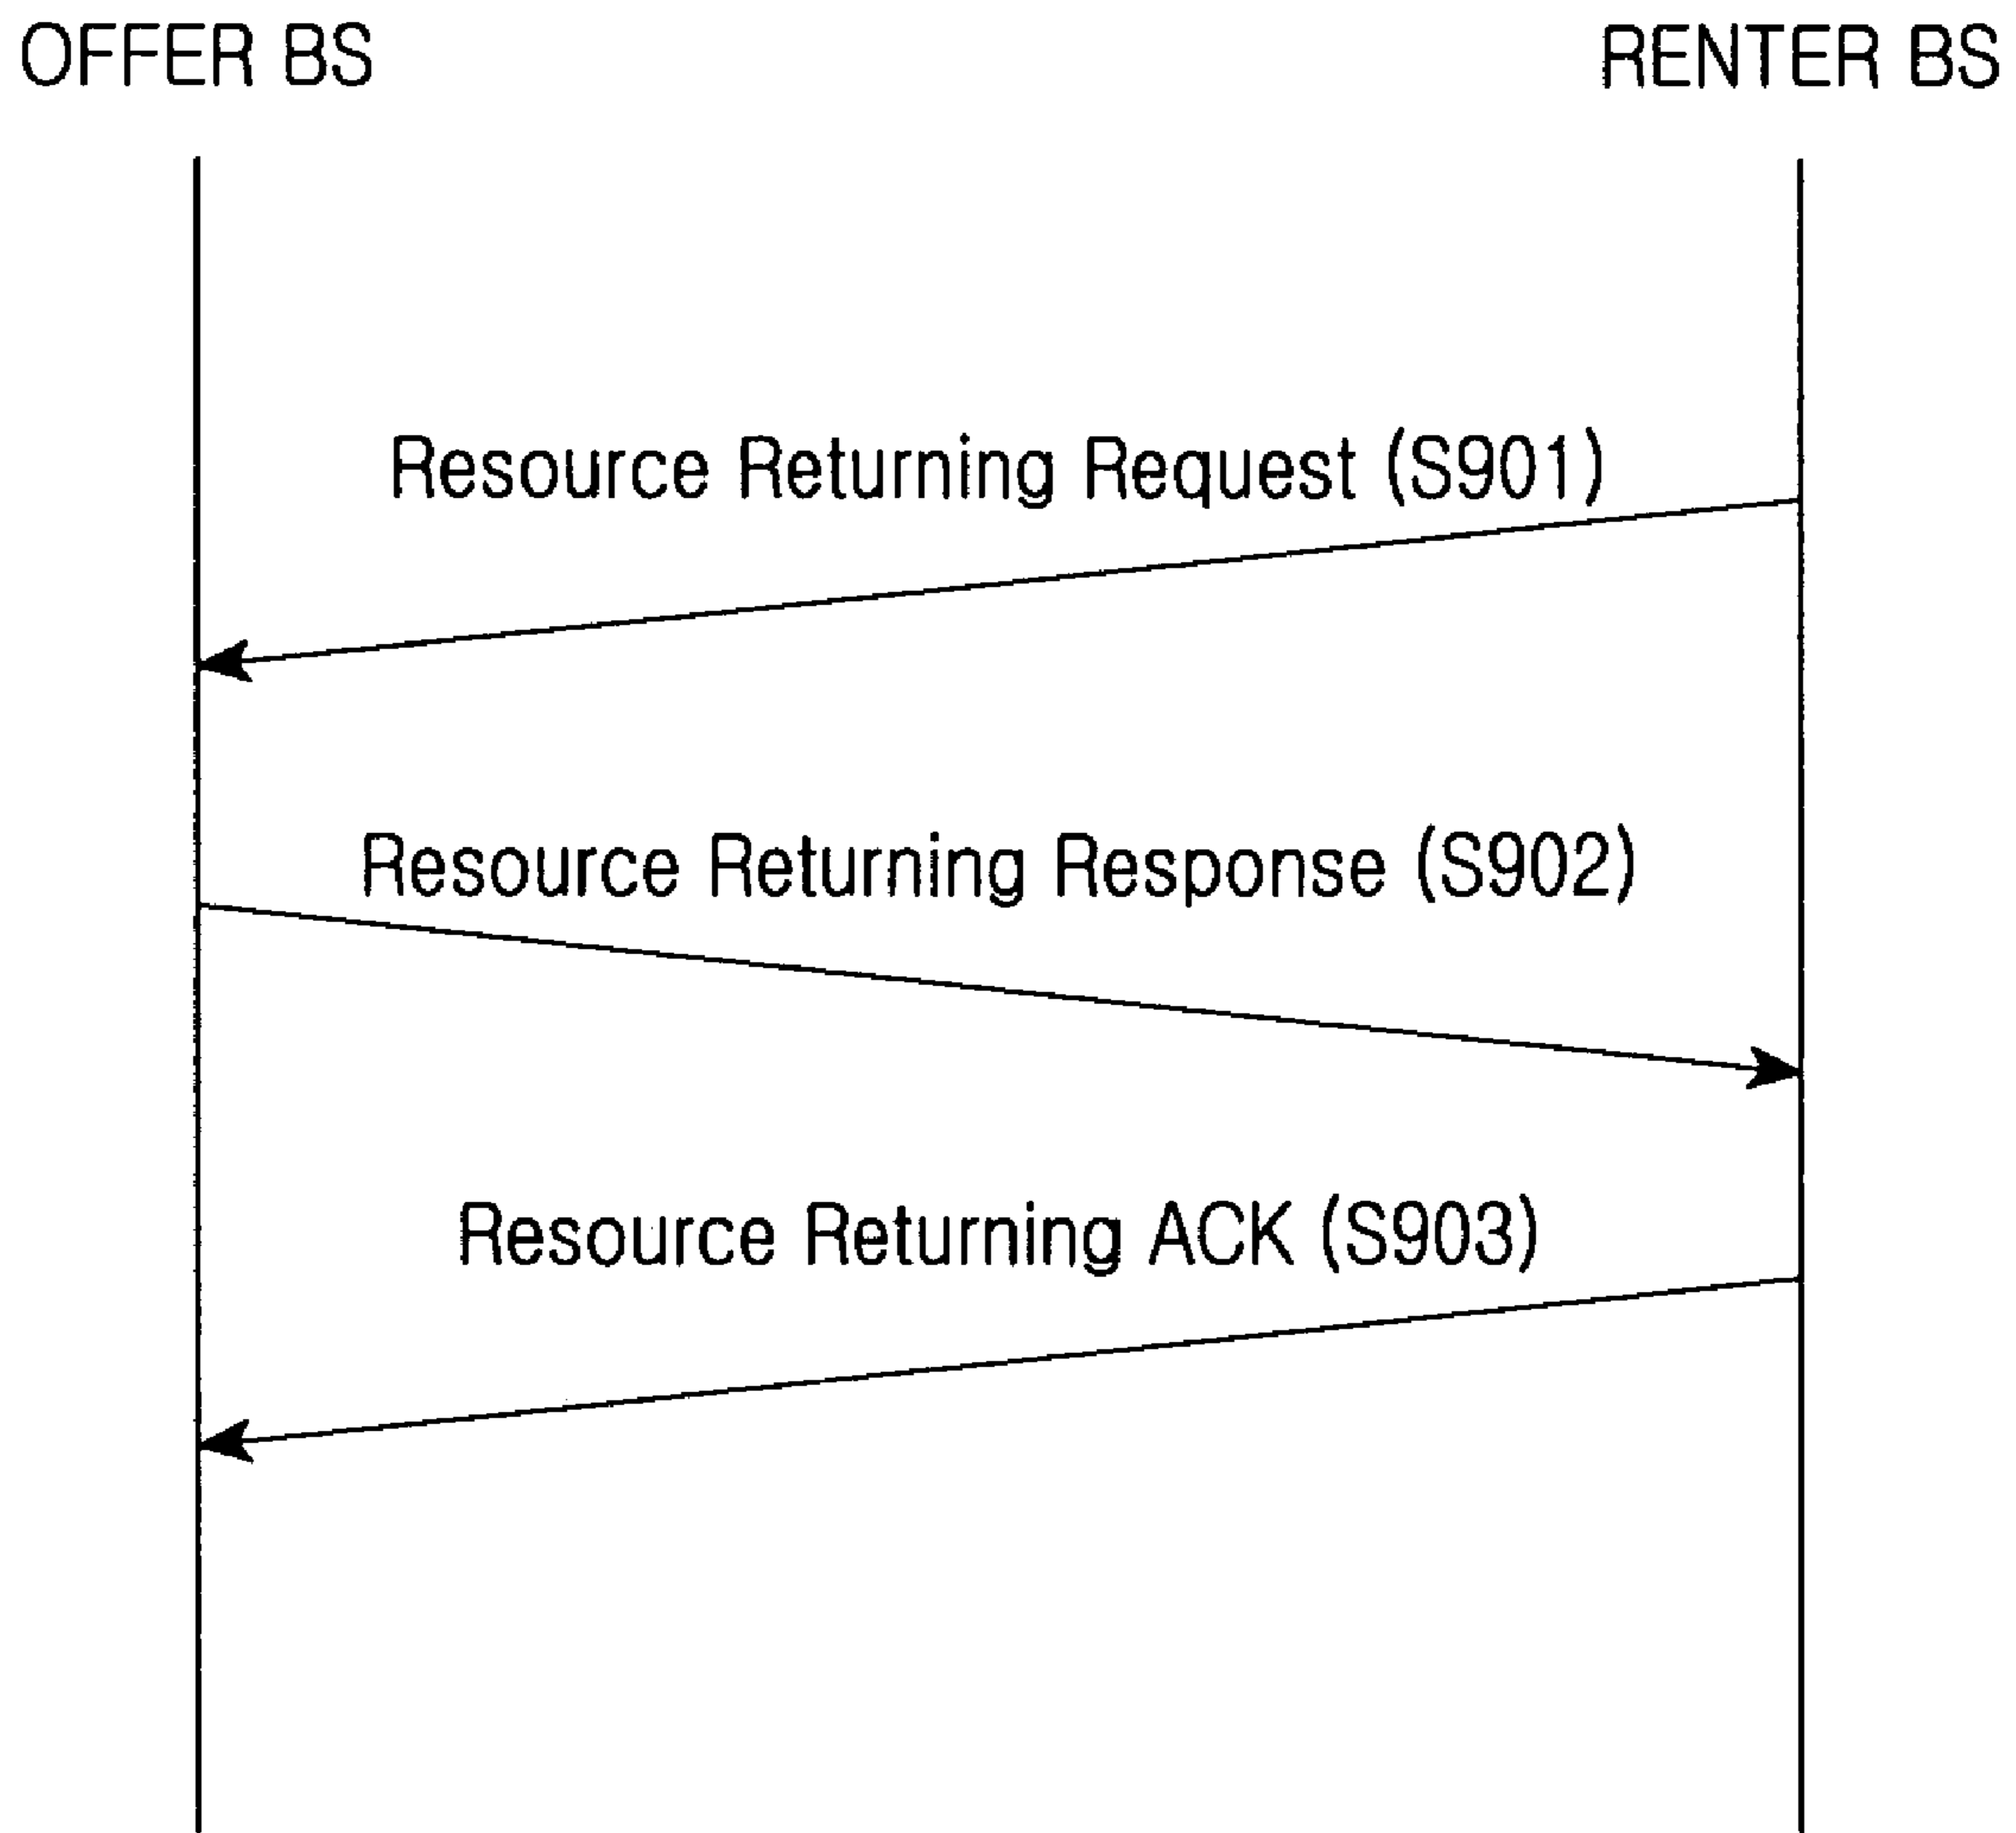 OFFER BS
RENTER BS
Resource Returning Request (S901)
Resource Returning Response (S902)
Resource Returning ACK (S903)